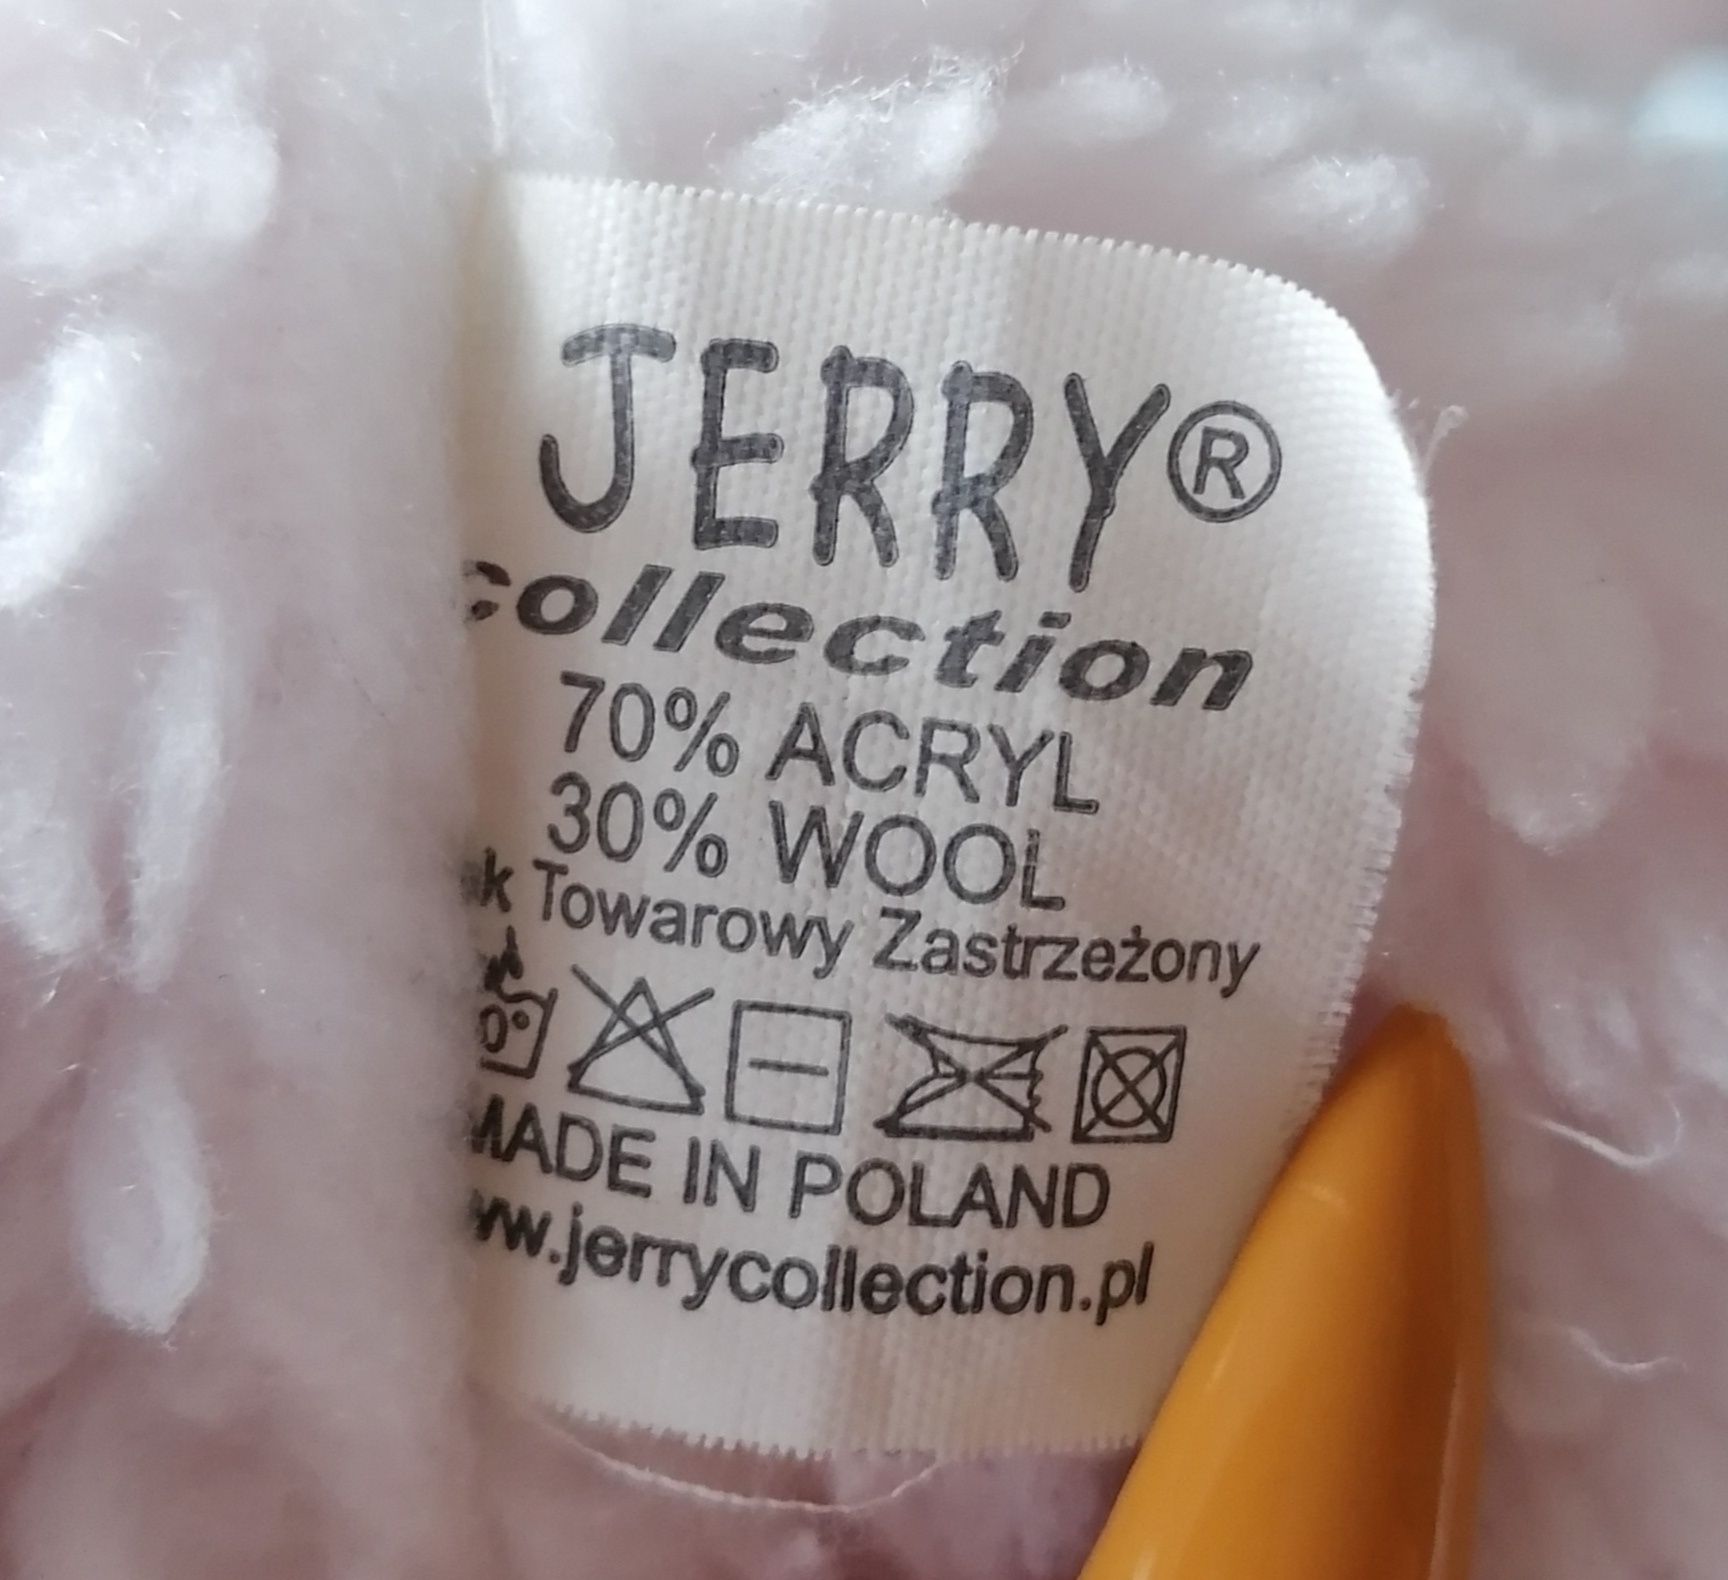 JERRY®
collection
70% ACRYL
30% WOOL
Towarowy Zastrzeżony
MADE IN POLAND
www.jerrycollection.pl